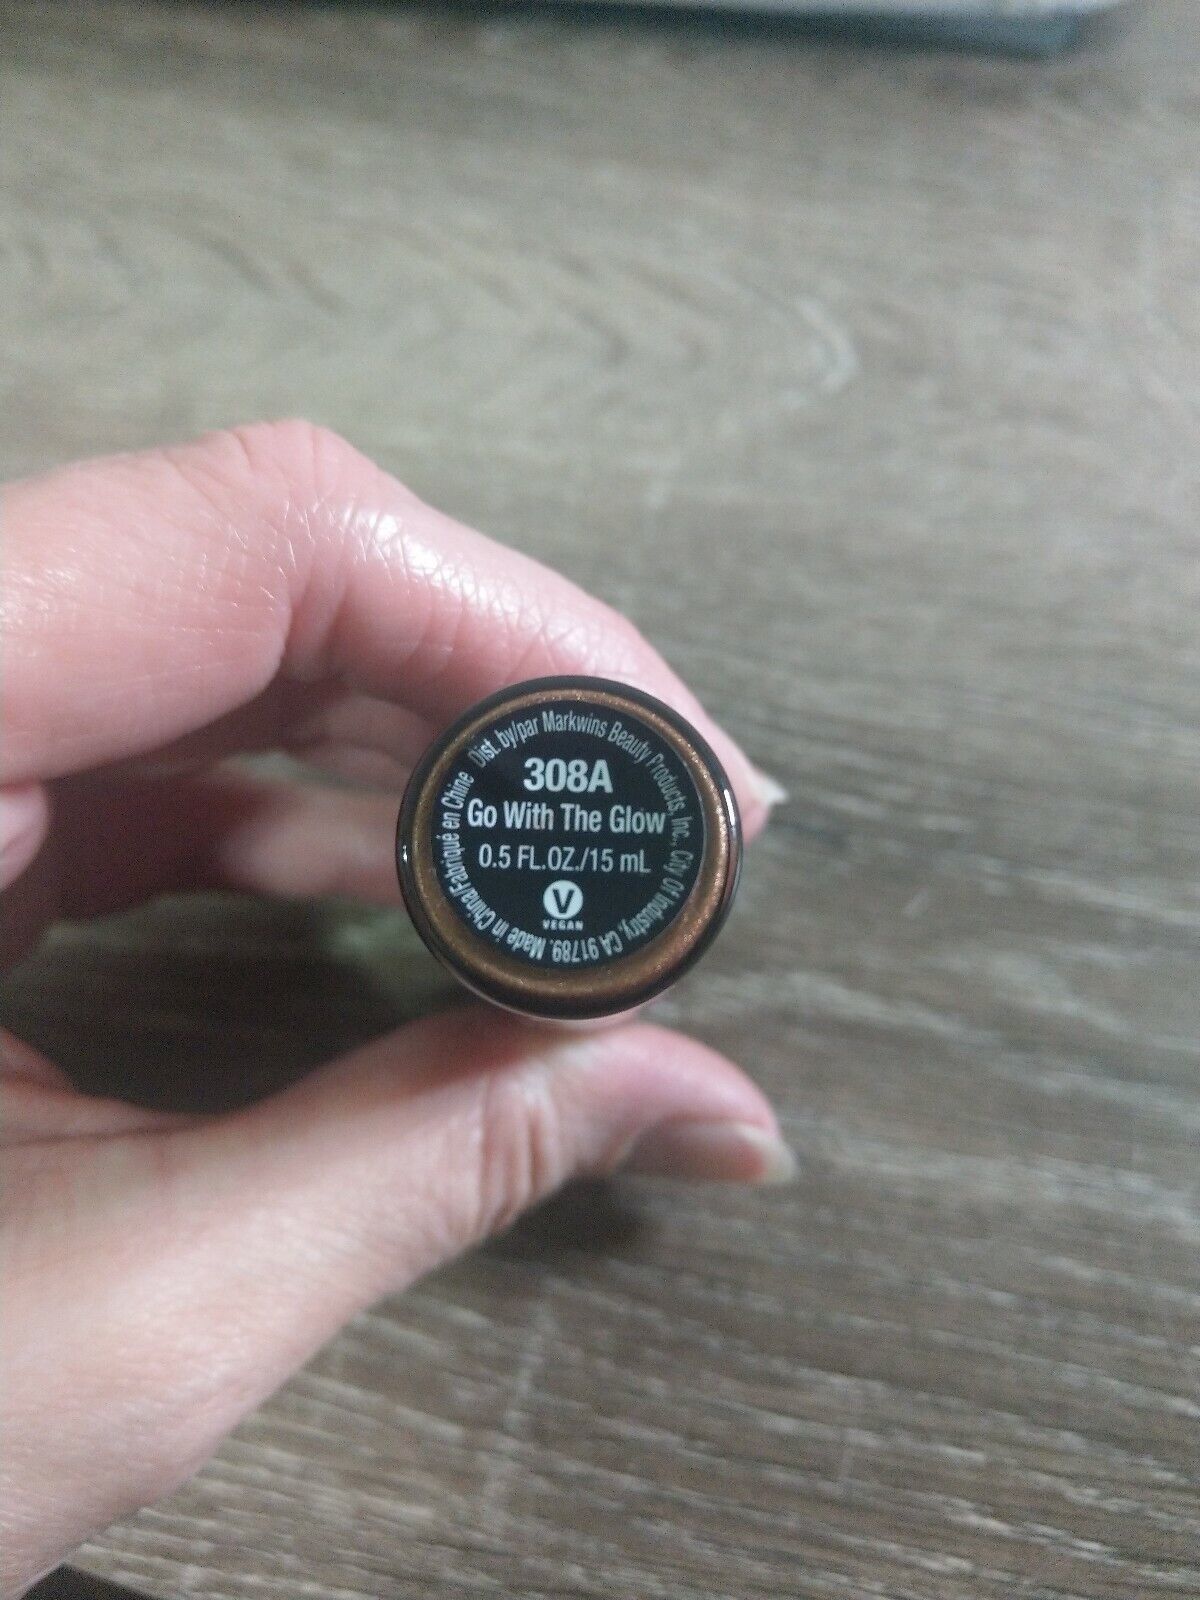 308A
Go With The Glow
0.5 FL.OZ./15 mL
V
VEGAN
Dist. by/par Markwins Beauty Products, Inc., City Of Industry, CA 91789. Made in China/Fabriqué en Chine